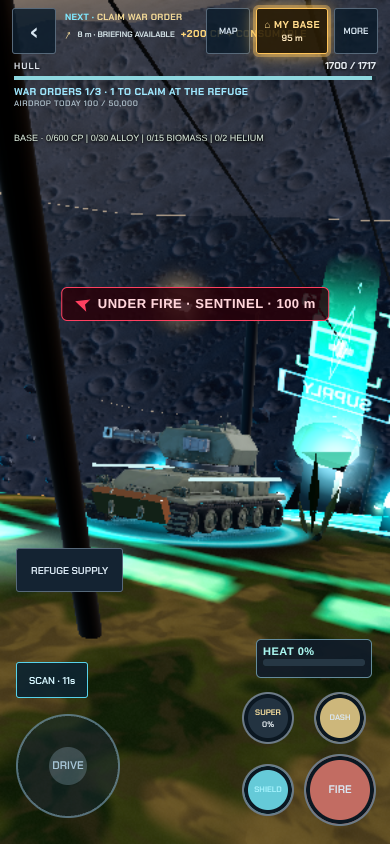 NEXT · CLAIM WAR ORDER
8 m · BRIEFING AVAILABLE +200
MAP
⌂ MY BASE
95 m
MORE
HULL
1700 / 1717
WAR ORDERS 1/3 · 1 TO CLAIM AT THE REFUGE
AIRDROP TODAY 100 / 50,000
BASE · 0/600 CP | 0/30 ALLOY | 0/15 BIOMASS | 0/2 HELIUM
UNDER FIRE · SENTINEL · 100 m
SUPPLY
REFUGE SUPPLY
HEAT 0%
SCAN · 11s
SUPER
0%
DASH
DRIVE
SHIELD
FIRE